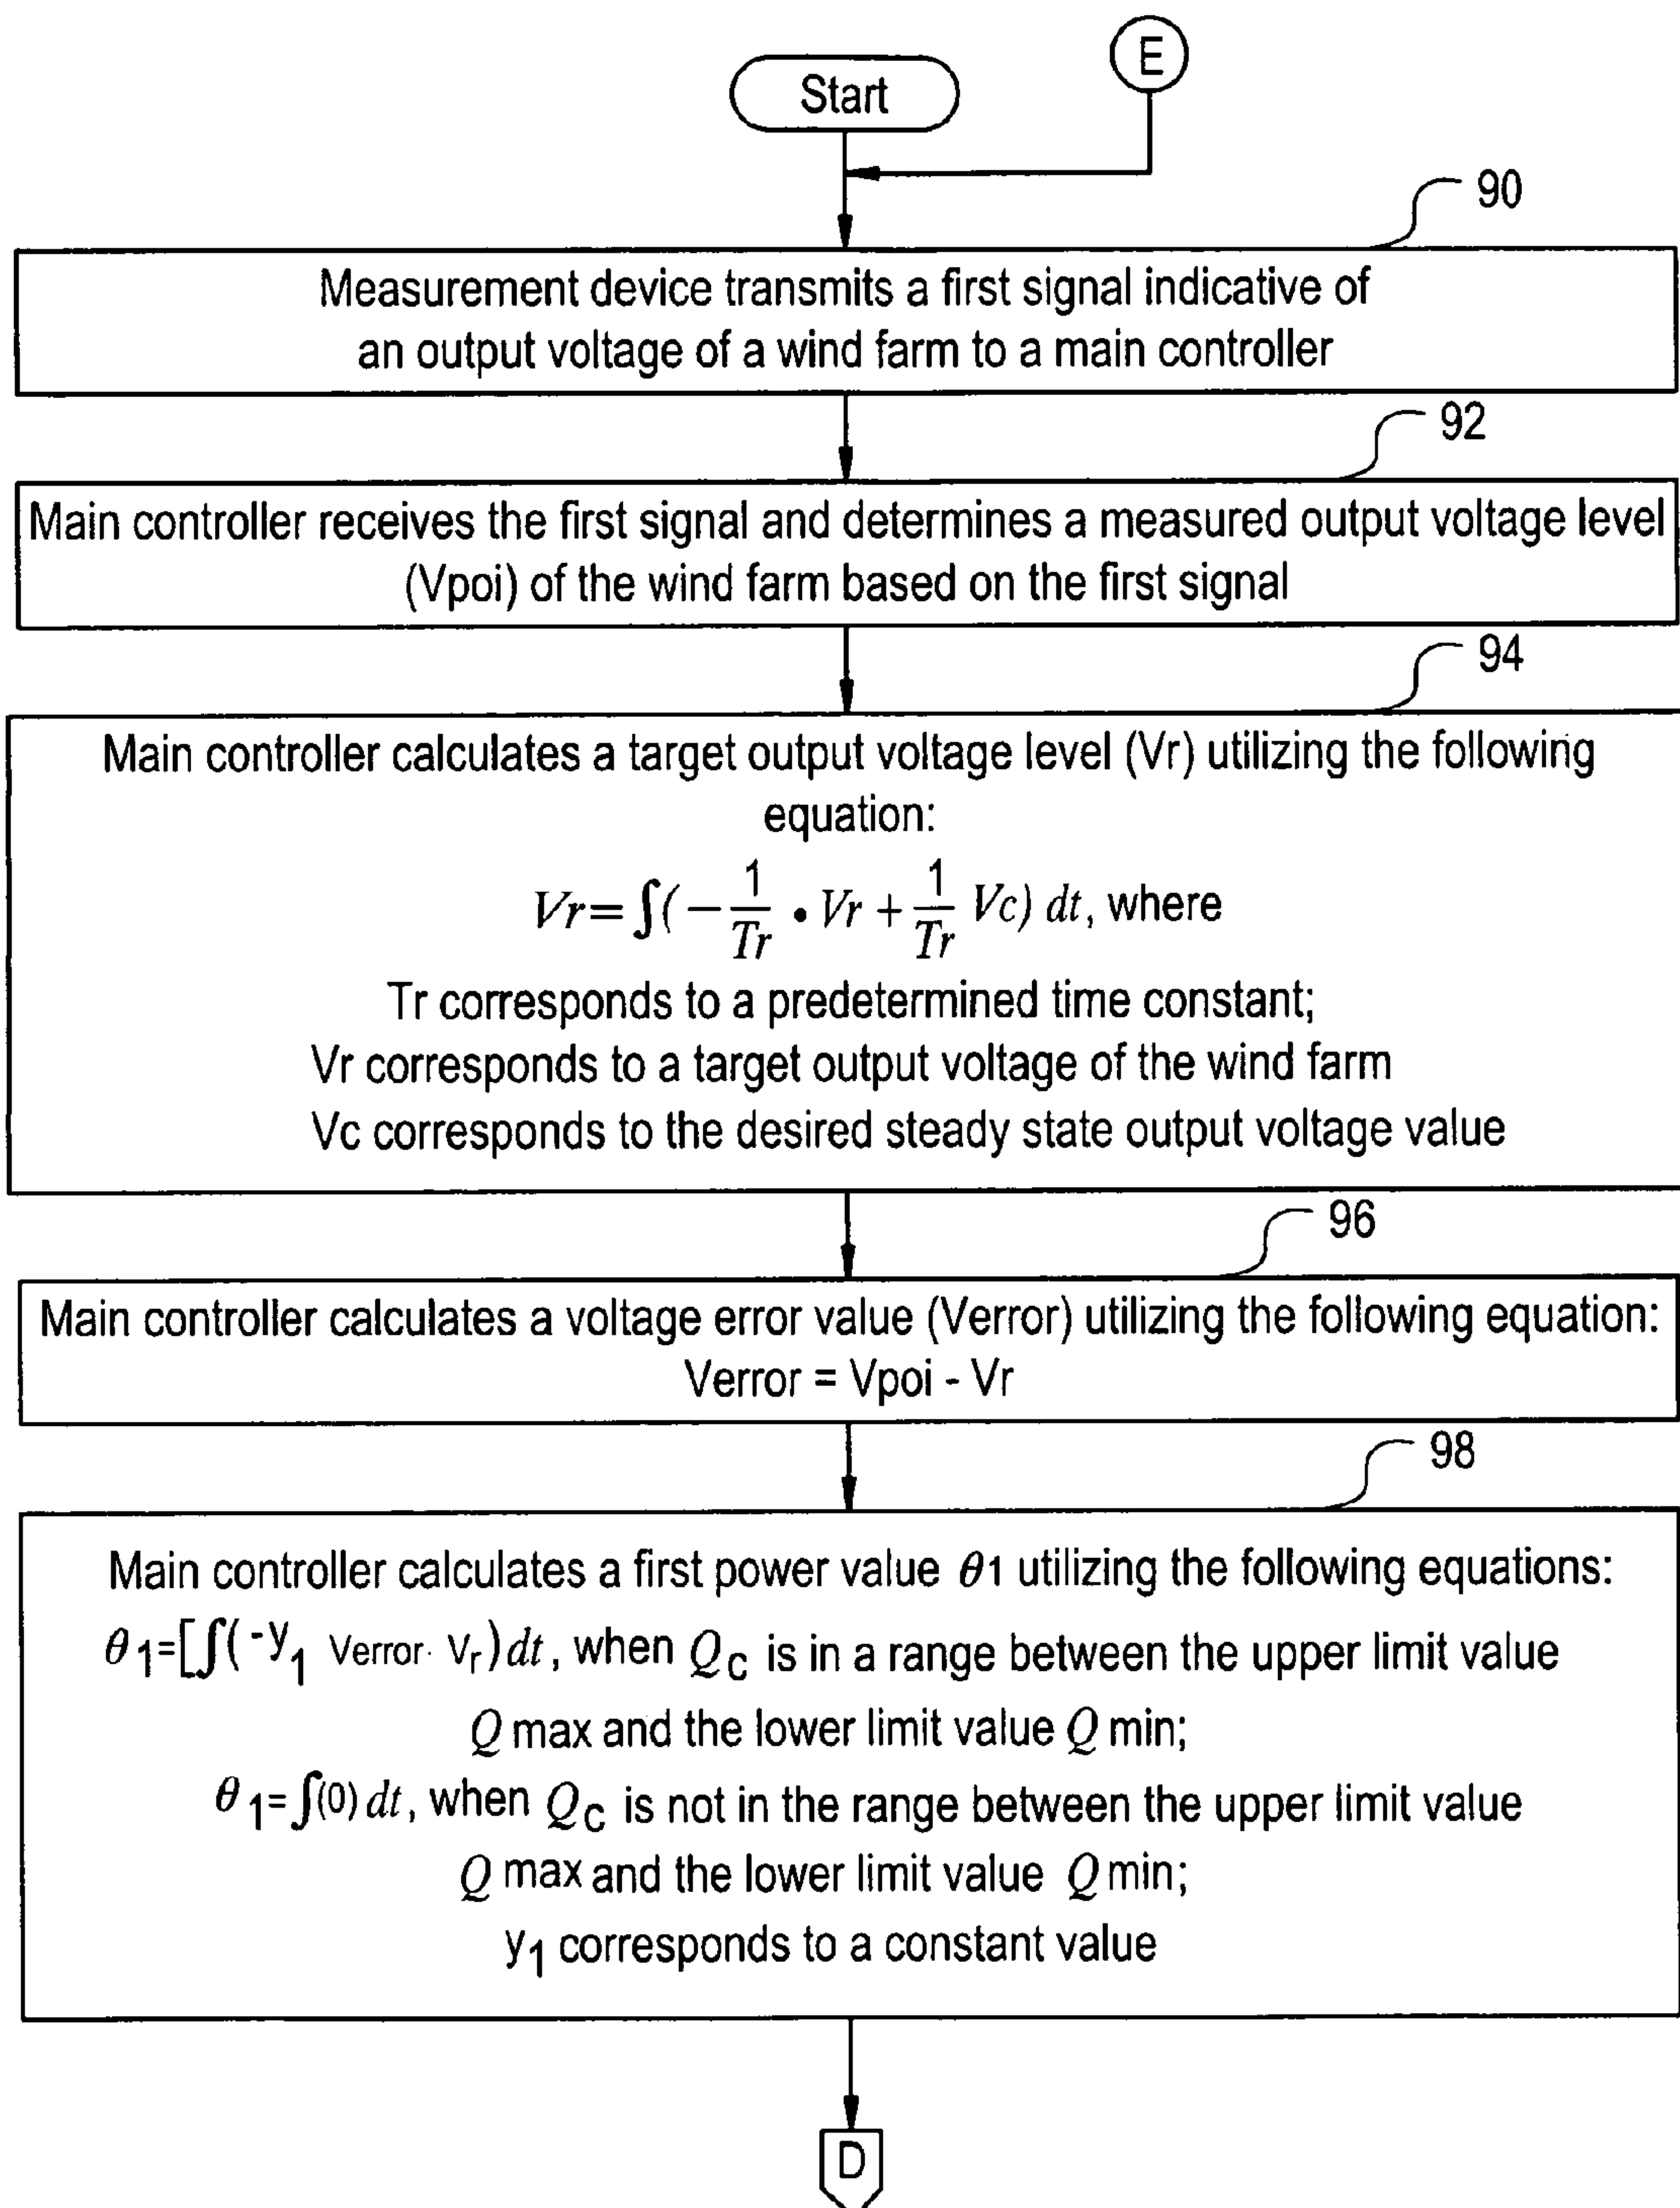 E
Start
90
Measurement device transmits a first signal indicative of
an output voltage of a wind farm to a main controller
92
Main controller receives the first signal and determines a measured output voltage level
(Vpoi) of the wind farm based on the first signal
94
Main controller calculates a target output voltage level (Vr) utilizing the following
equation:
Vr = ∫(− 1/Tr • Vr + 1/Tr Vc) dt, where
Tr corresponds to a predetermined time constant;
Vr corresponds to a target output voltage of the wind farm
Vc corresponds to the desired steady state output voltage value
96
Main controller calculates a voltage error value (Verror) utilizing the following equation:
Verror = Vpoi - Vr
98
Main controller calculates a first power value θ1 utilizing the following equations:
θ1=[∫(-y1 Verror· Vr)dt, when Qc is in a range between the upper limit value
Q max and the lower limit value Q min;
θ1=∫(0) dt, when Qc is not in the range between the upper limit value
Q max and the lower limit value Q min;
y1 corresponds to a constant value
D